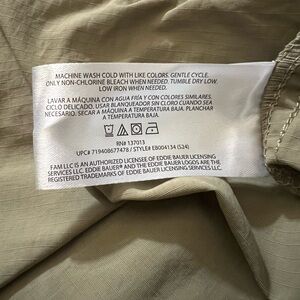 MACHINE WASH COLD WITH LIKE COLORS. GENTLE CYCLE.
ONLY NON-CHLORINE BLEACH WHEN NEEDED. TUMBLE DRY LOW.
LOW IRON WHEN NEEDED.
LAVAR A MÁQUINA CON AGUA FRÍA Y CON COLORES SIMILARES.
CICLO DELICADO. USAR BLANQUEADOR SIN CLORO CUANDO SEA
NECESARIO. SECAR A MÁQUINA A TEMPERATURA BAJA. PLANCHAR
A TEMPERATURA BAJA.
RN# 137013
UPC# 719408677478 / STYLE# EB004134 (S24)
FAM LLC IS AN AUTHORIZED LICENSEE OF EDDIE BAUER LICENSING
SERVICES LLC. EDDIE BAUER® AND THE EDDIE BAUER LOGOS ARE
REGISTERED TRADEMARKS OF EDDIE BAUER LICENSING SERVICES LLC.